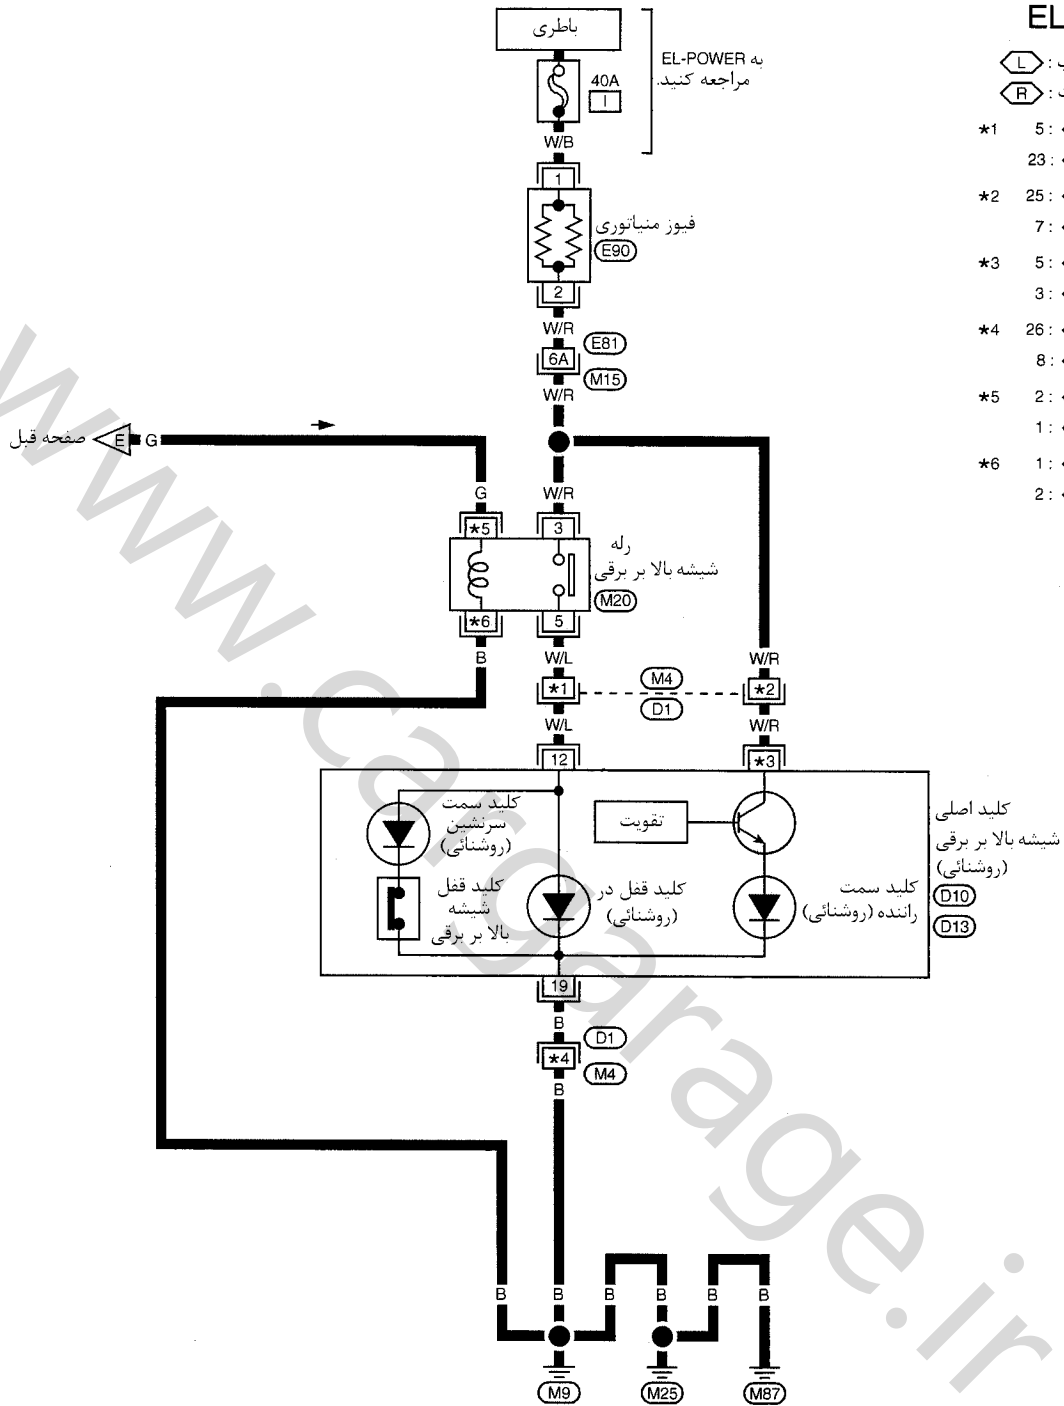 EL
باطری
به EL-POWER
مراجعه کنید.
40A
I
W/B
1
فیوز منیاتوری
E90
2
W/R
E81
6A
M15
W/R
صفحه قبل
E
G
G
W/R
*5
3
رله
شیشه بالا بر برقی
M20
*6
5
B
W/L
W/R
*1
M4
D1
*2
W/L
W/R
12
*3
کلید سمت
سرنشین
(روشنائی)
تقویت
کلید اصلی
شیشه بالا بر برقی
(روشنائی)
D10
D13
کلید قفل
شیشه
بالا بر برقی
کلید قفل در
(روشنائی)
کلید سمت
راننده (روشنائی)
19
B
D1
*4
M4
B
B
B
B
B
B
M9
M25
M87
L
R
*1 5 :
23 :
*2 25 :
7 :
*3 5 :
3 :
*4 26 :
8 :
*5 2 :
1 :
*6 1 :
2 :
www.cargarage.ir